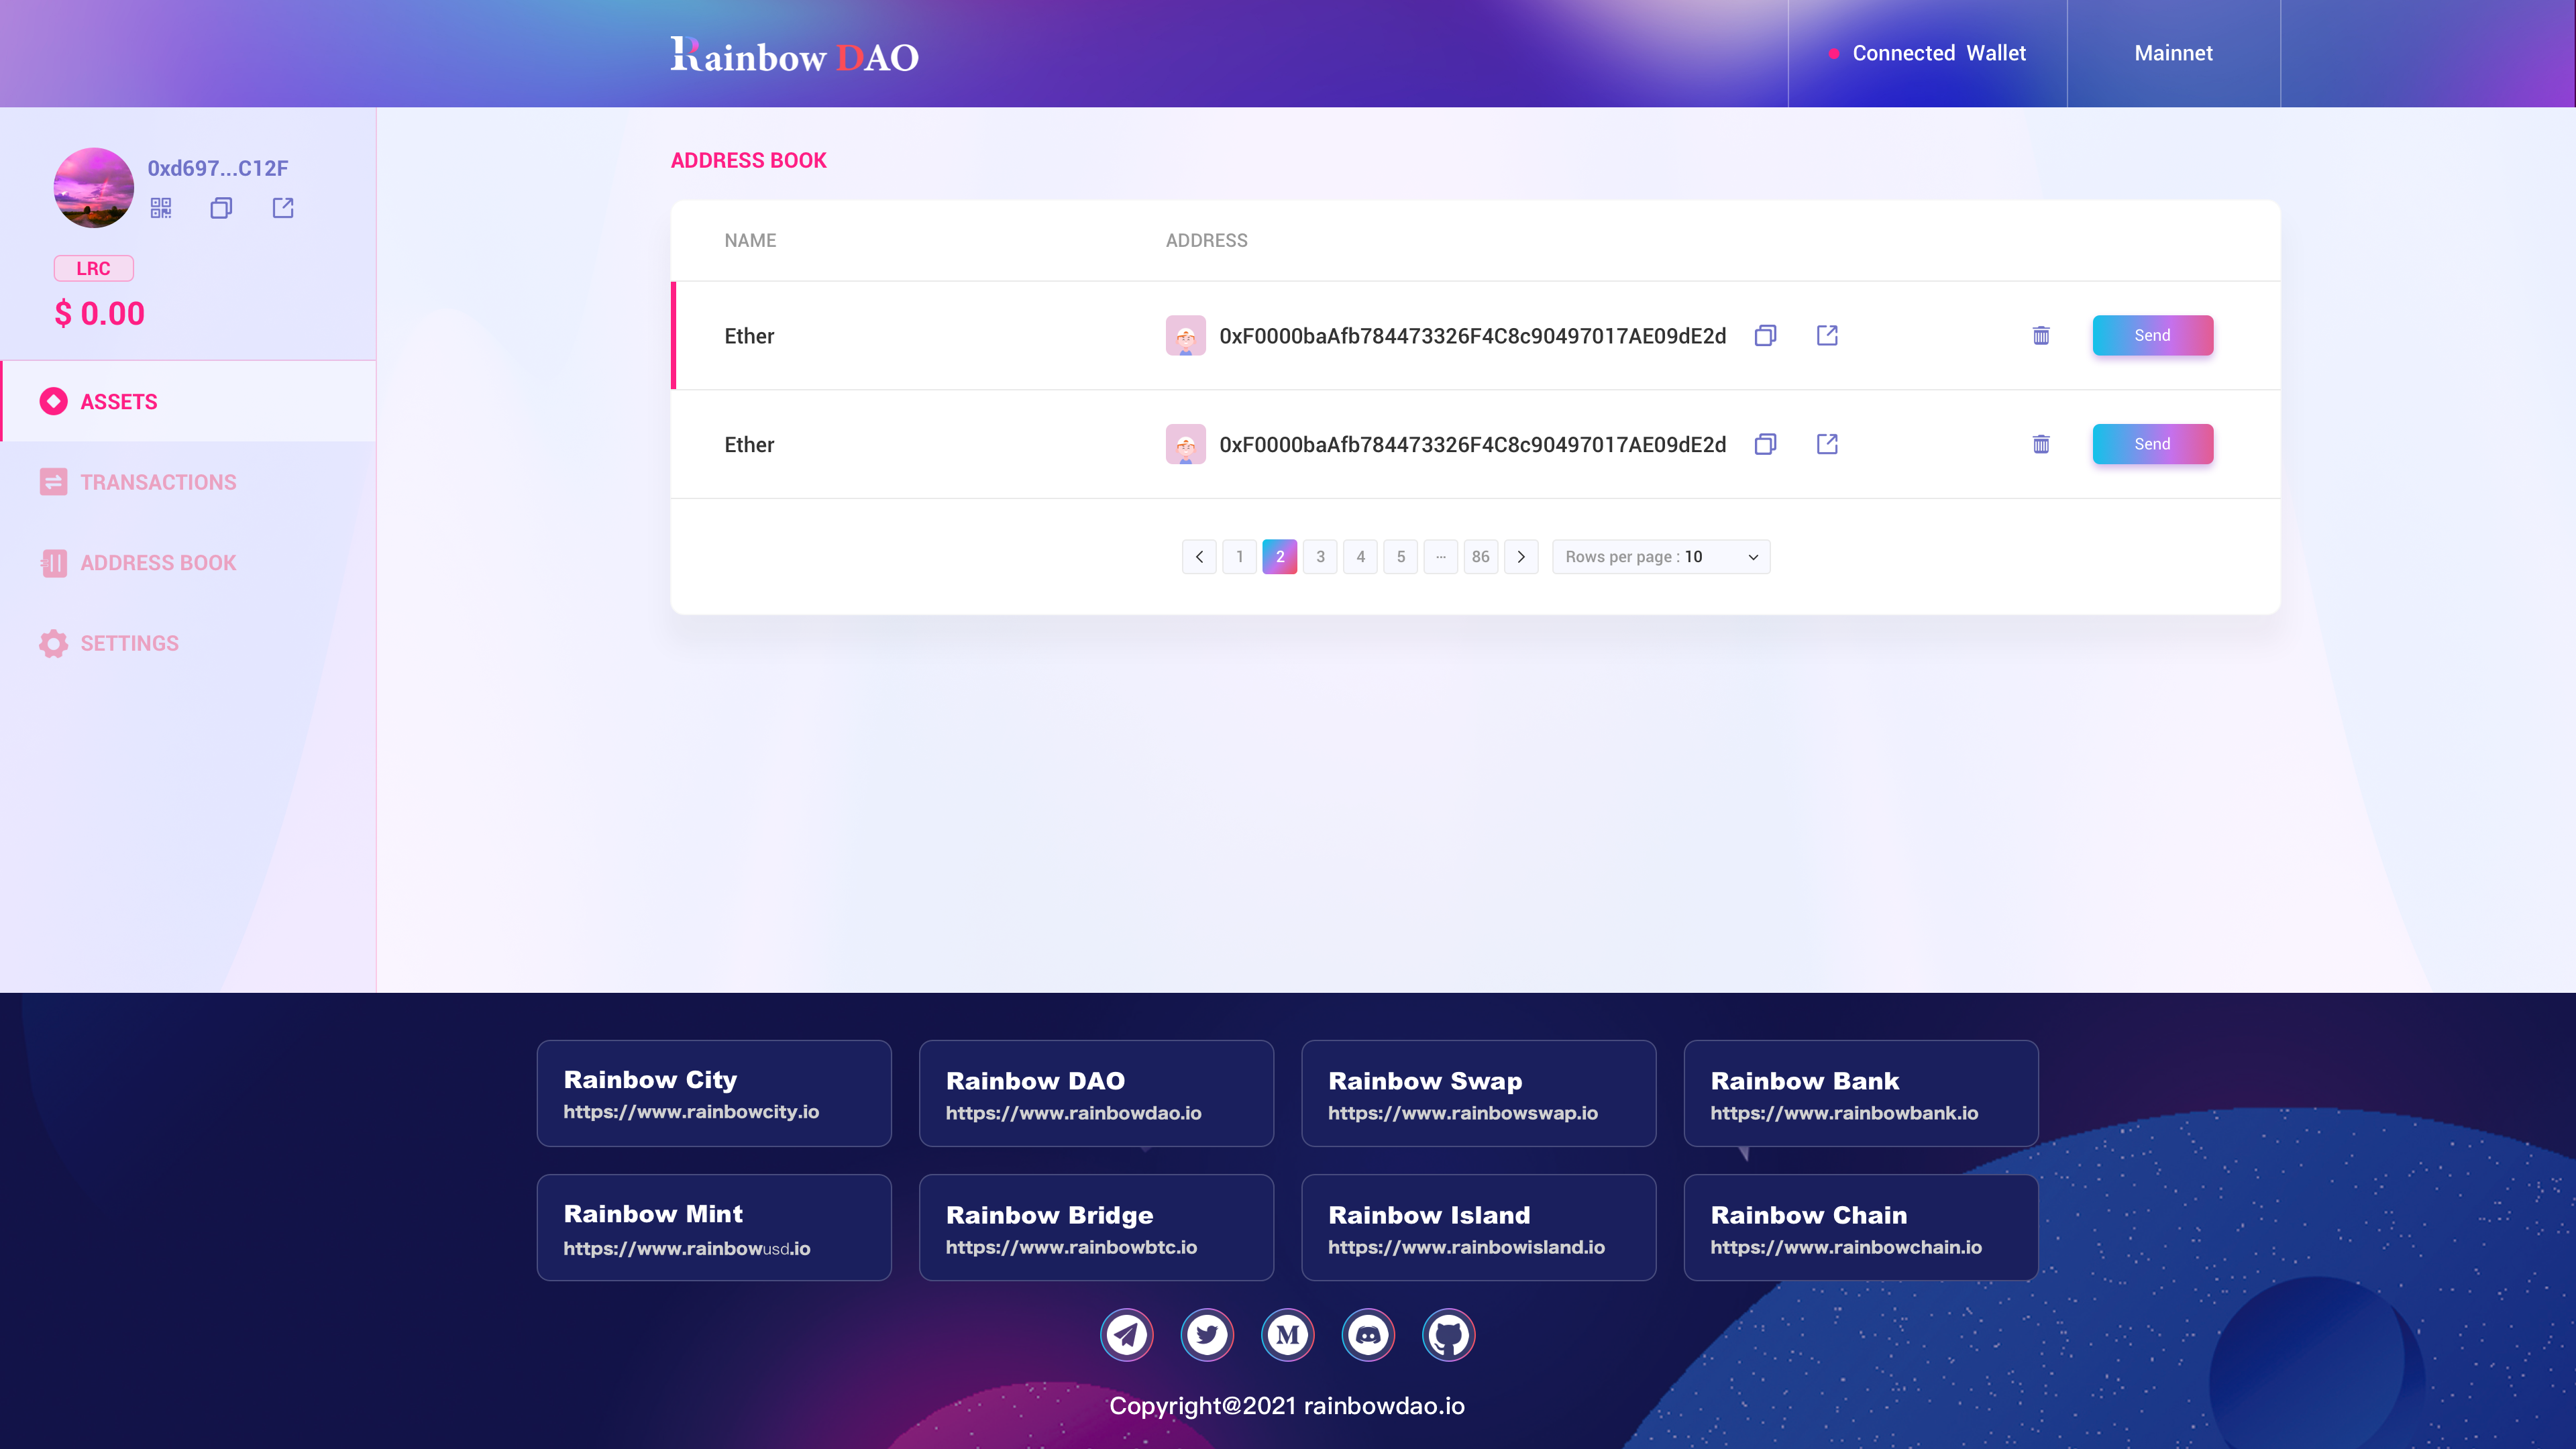 Rainbow DAO
Connected Wallet
Mainnet
0xd697...C12F
LRC
$ 0.00
ASSETS
TRANSACTIONS
ADDRESS BOOK
SETTINGS
ADDRESS BOOK
NAME ADDRESS
Ether 0xF0000baAfb784473326F4C8c90497017AE09dE2d Send
Ether 0xF0000baAfb784473326F4C8c90497017AE09dE2d Send
1 2 3 4 5 ... 86 Rows per page : 10
Rainbow City
https://www.rainbowcity.io
Rainbow DAO
https://www.rainbowdao.io
Rainbow Swap
https://www.rainbowswap.io
Rainbow Bank
https://www.rainbowbank.io
Rainbow Mint
https://www.rainbowusd.io
Rainbow Bridge
https://www.rainbowbtc.io
Rainbow Island
https://www.rainbowisland.io
Rainbow Chain
https://www.rainbowchain.io
M
Copyright@2021 rainbowdao.io